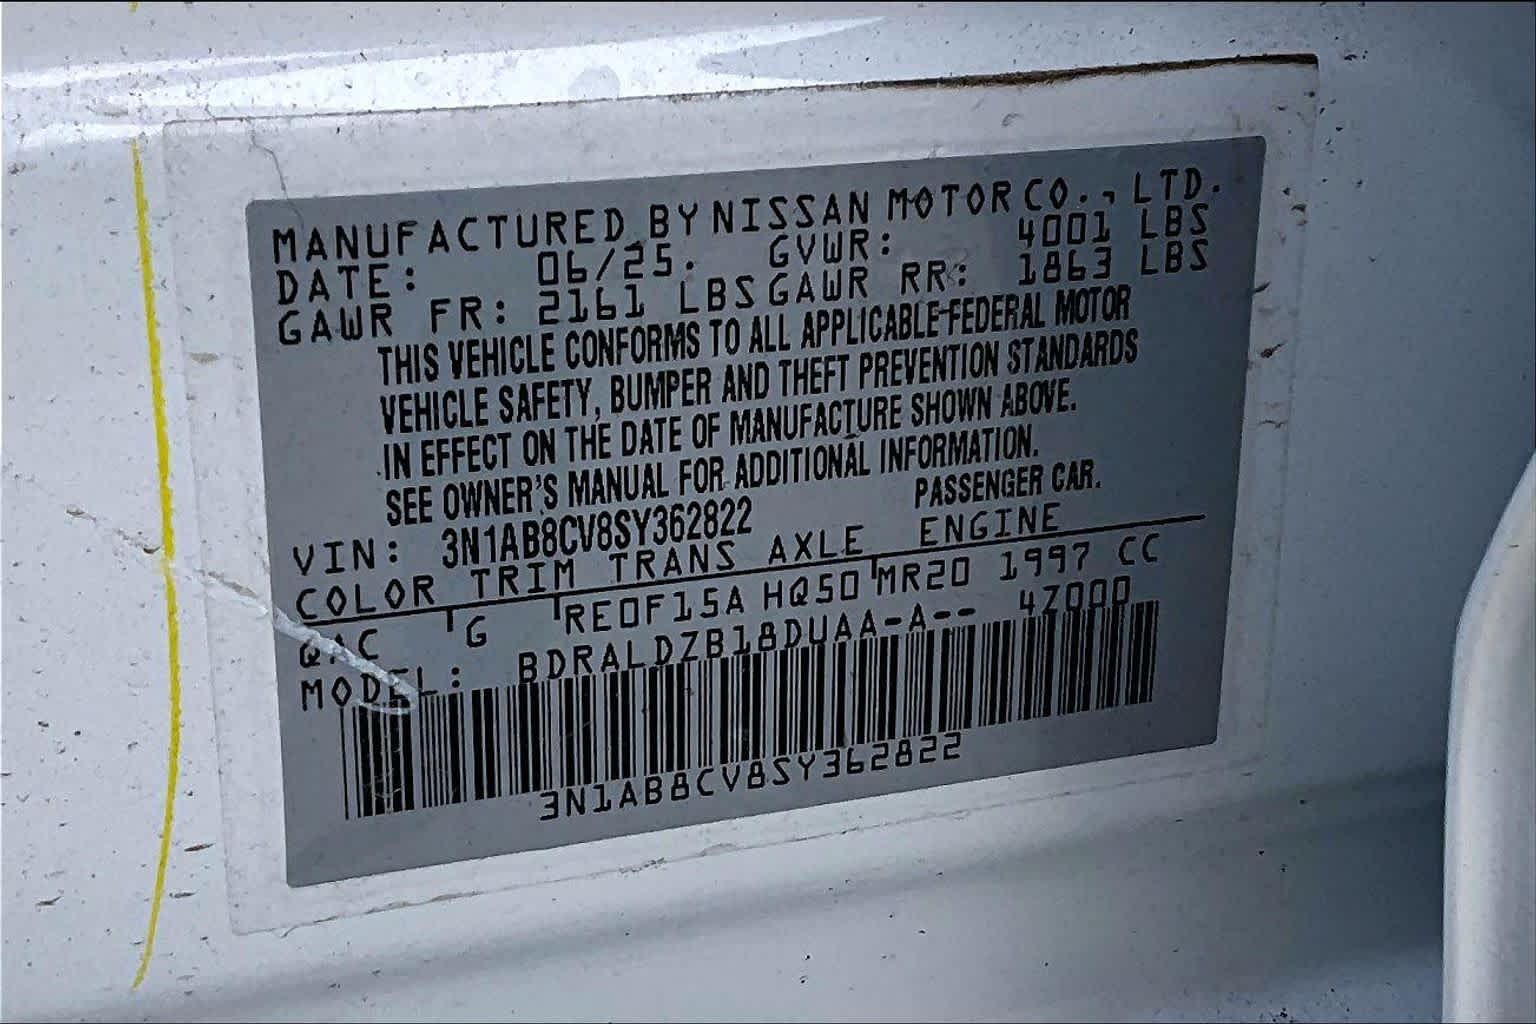 MANUFACTURED BY NISSAN MOTOR CO., LTD.
DATE: 06/25. GVWR: 4001 LBS
GAWR FR: 2161 LBS GAWR RR: 1863 LBS
THIS VEHICLE CONFORMS TO ALL APPLICABLE FEDERAL MOTOR
VEHICLE SAFETY, BUMPER AND THEFT PREVENTION STANDARDS
IN EFFECT ON THE DATE OF MANUFACTURE SHOWN ABOVE.
SEE OWNER'S MANUAL FOR ADDITIONAL INFORMATION.
PASSENGER CAR.
VIN: 3N1AB8CV8SY362822
COLOR TRIM TRANS AXLE ENGINE
G RE0F15A HQ50 MR20 1997 CC
MODEL: BDRALDZB18DUAA-A-- 4Z000
3N1AB8CV8SY362822